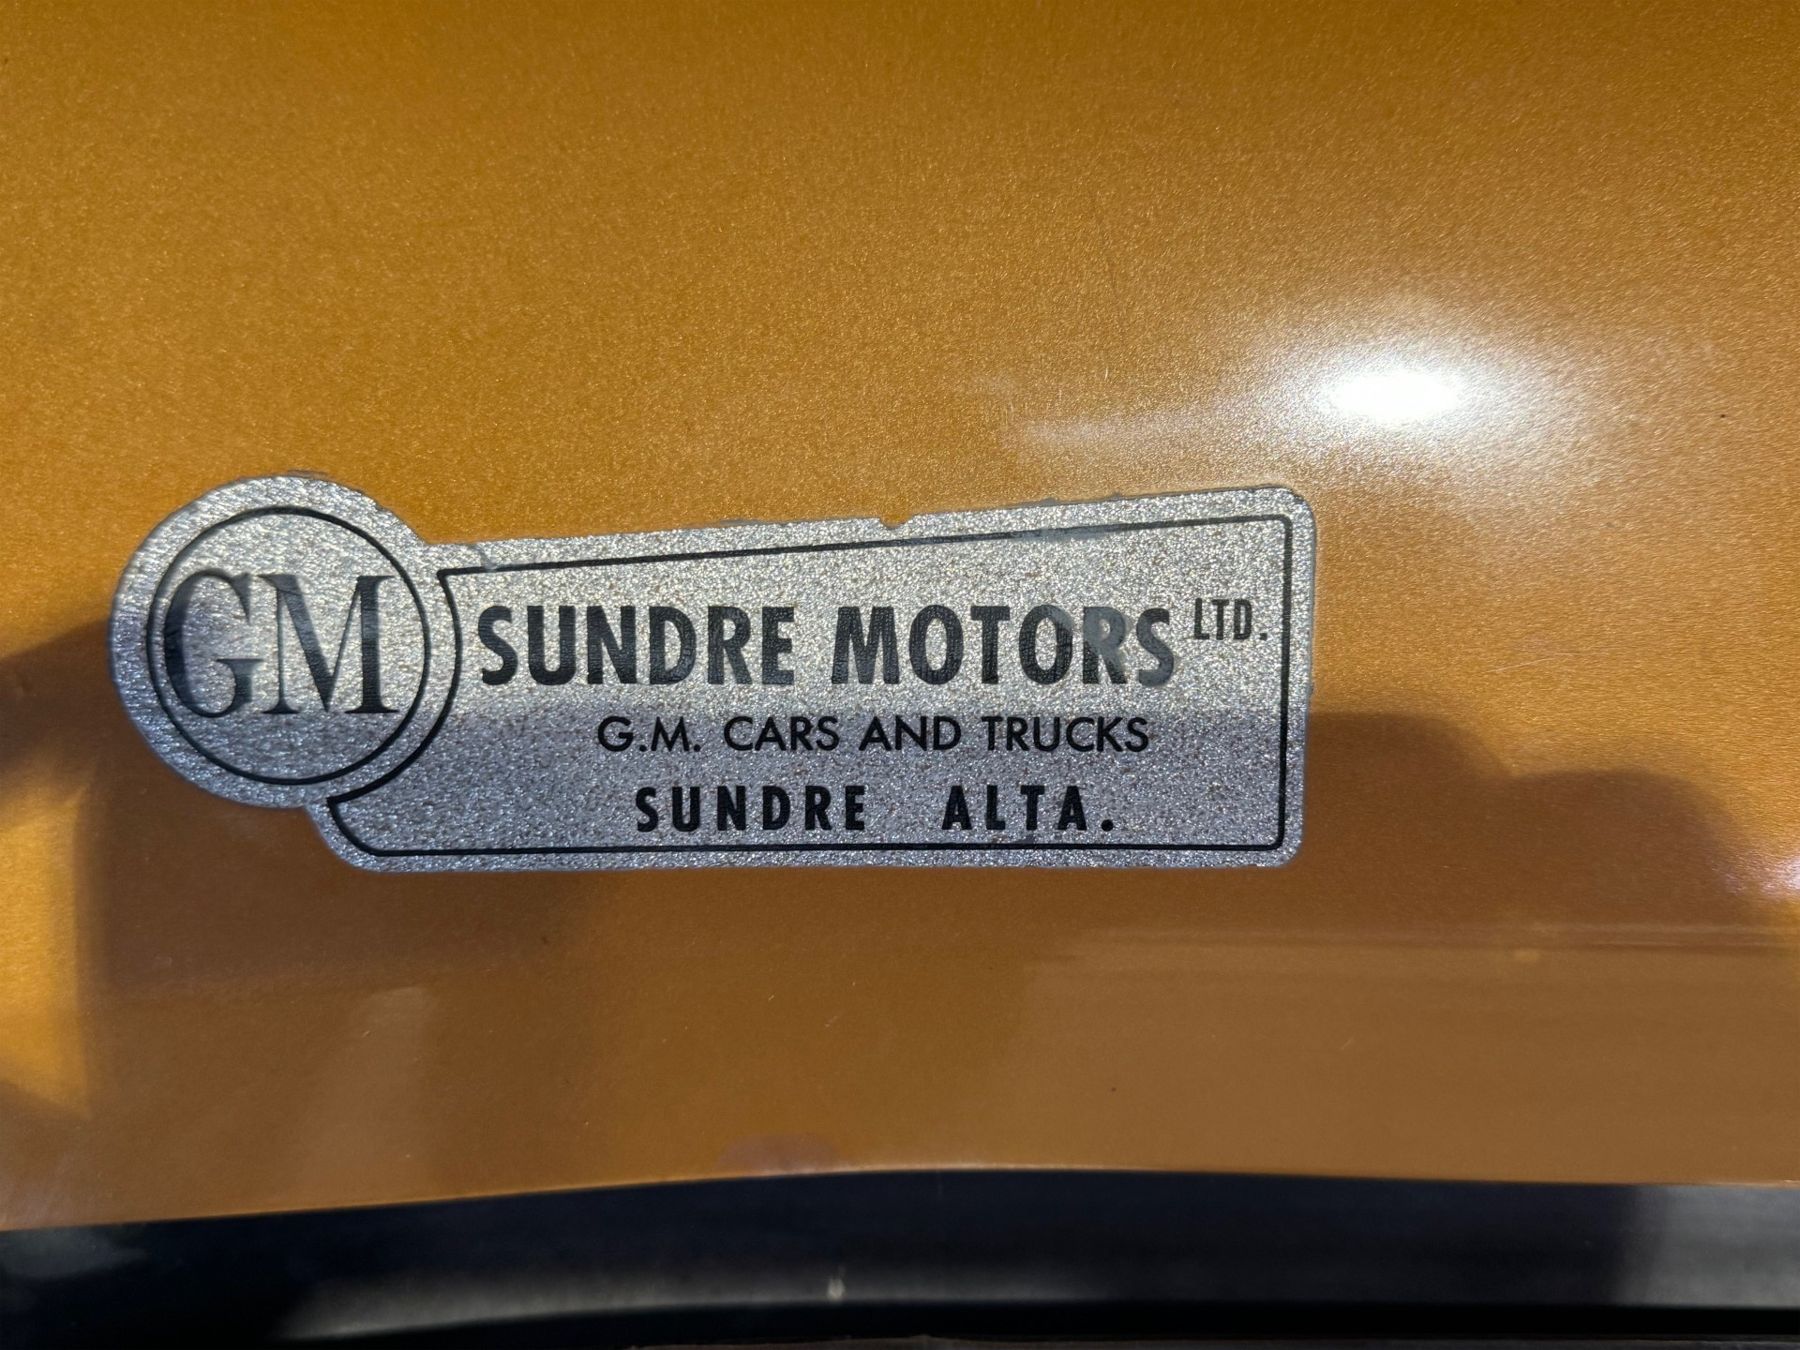 GM
SUNDRE MOTORS LTD.
G.M. CARS AND TRUCKS
SUNDRE ALTA.